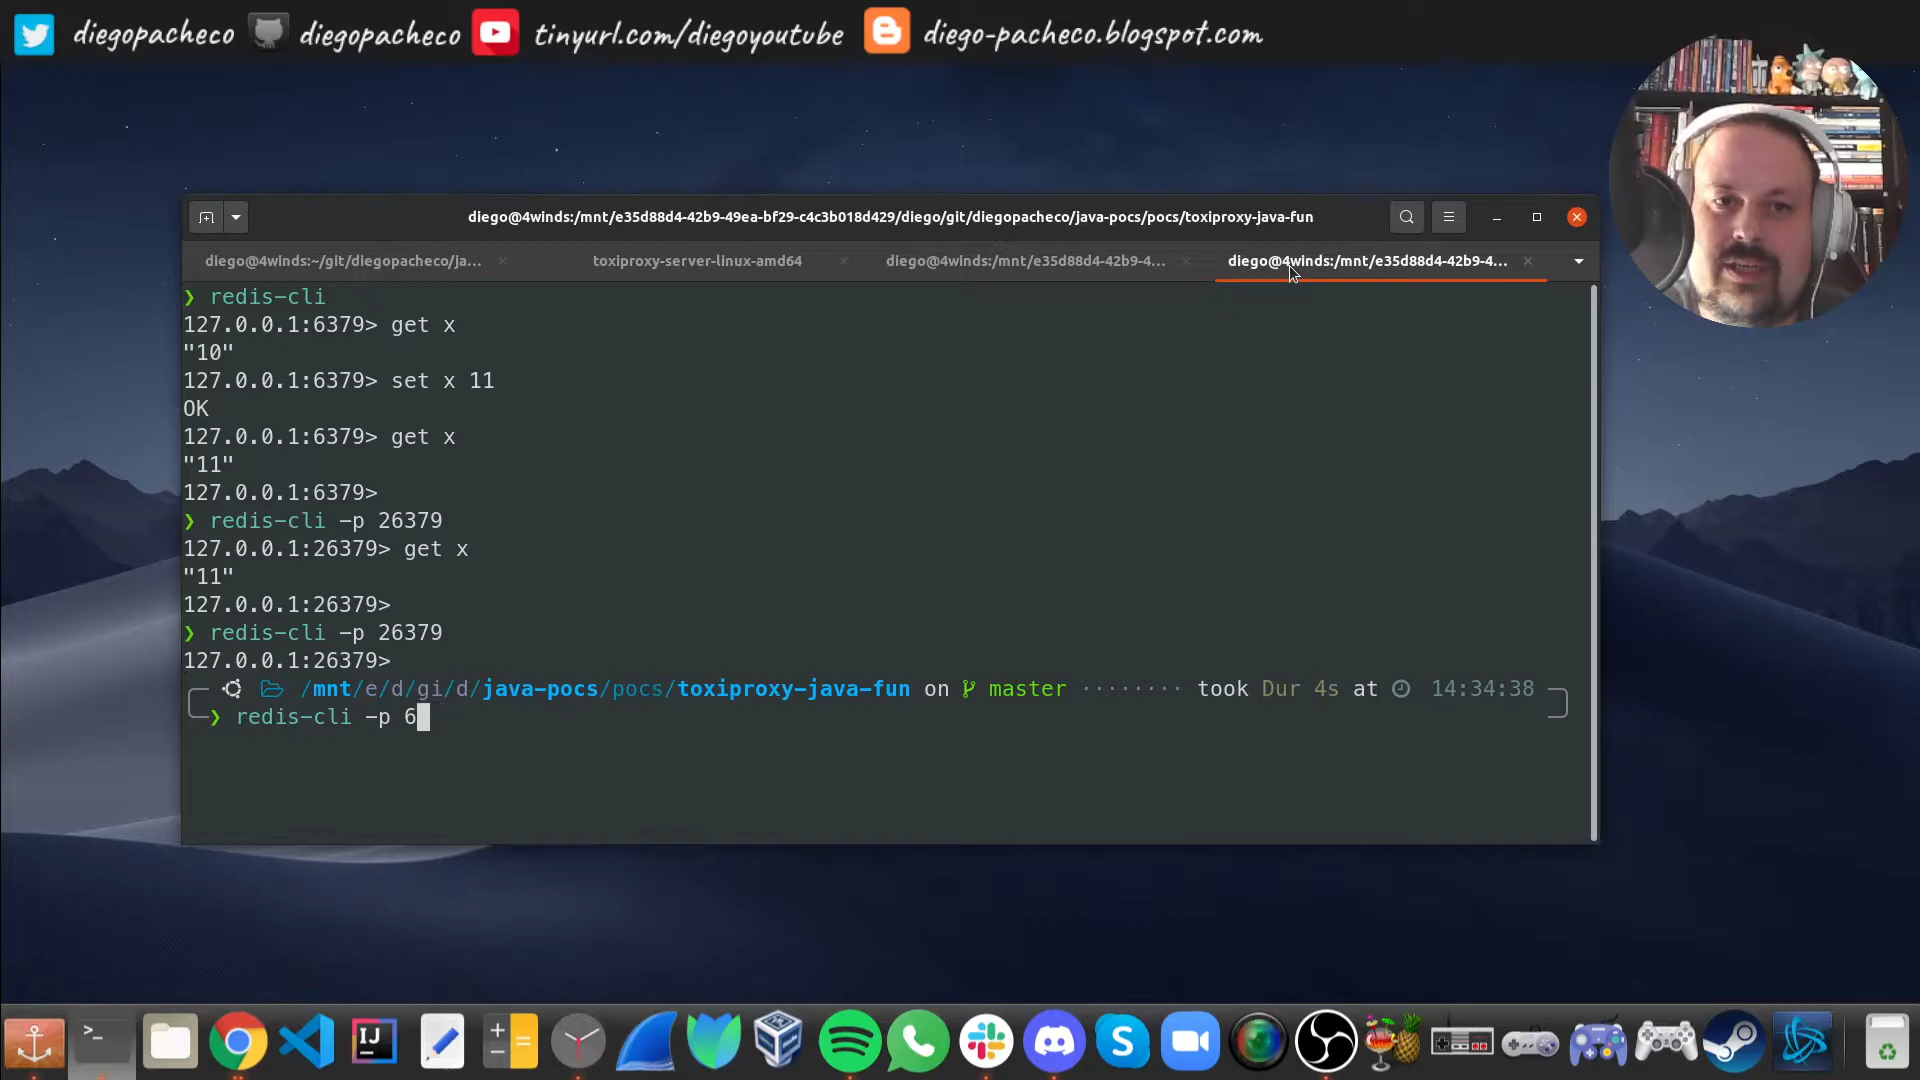 diegopacheco diegopacheco tinyurl.com/diegoyoutube diego-pacheco.blogspot.com
diego@4winds:/mnt/e35d88d4-42b9-49ea-bf29-c4c3b018d429/diego/git/diegopacheco/java-pocs/pocs/toxiproxy-java-fun
diego@4winds:~/git/diegopacheco/ja... toxiproxy-server-linux-amd64 diego@4winds:/mnt/e35d88d4-42b9-4... diego@4winds:/mnt/e35d88d4-42b9-4...
❯ redis-cli
127.0.0.1:6379> get x
"10"
127.0.0.1:6379> set x 11
OK
127.0.0.1:6379> get x
"11"
127.0.0.1:6379>
❯ redis-cli -p 26379
127.0.0.1:26379> get x
"11"
127.0.0.1:26379>
❯ redis-cli -p 26379
127.0.0.1:26379>
/mnt/e/d/gi/d/java-pocs/pocs/toxiproxy-java-fun on master ········ took Dur 4s at 14:34:38
❯ redis-cli -p 6